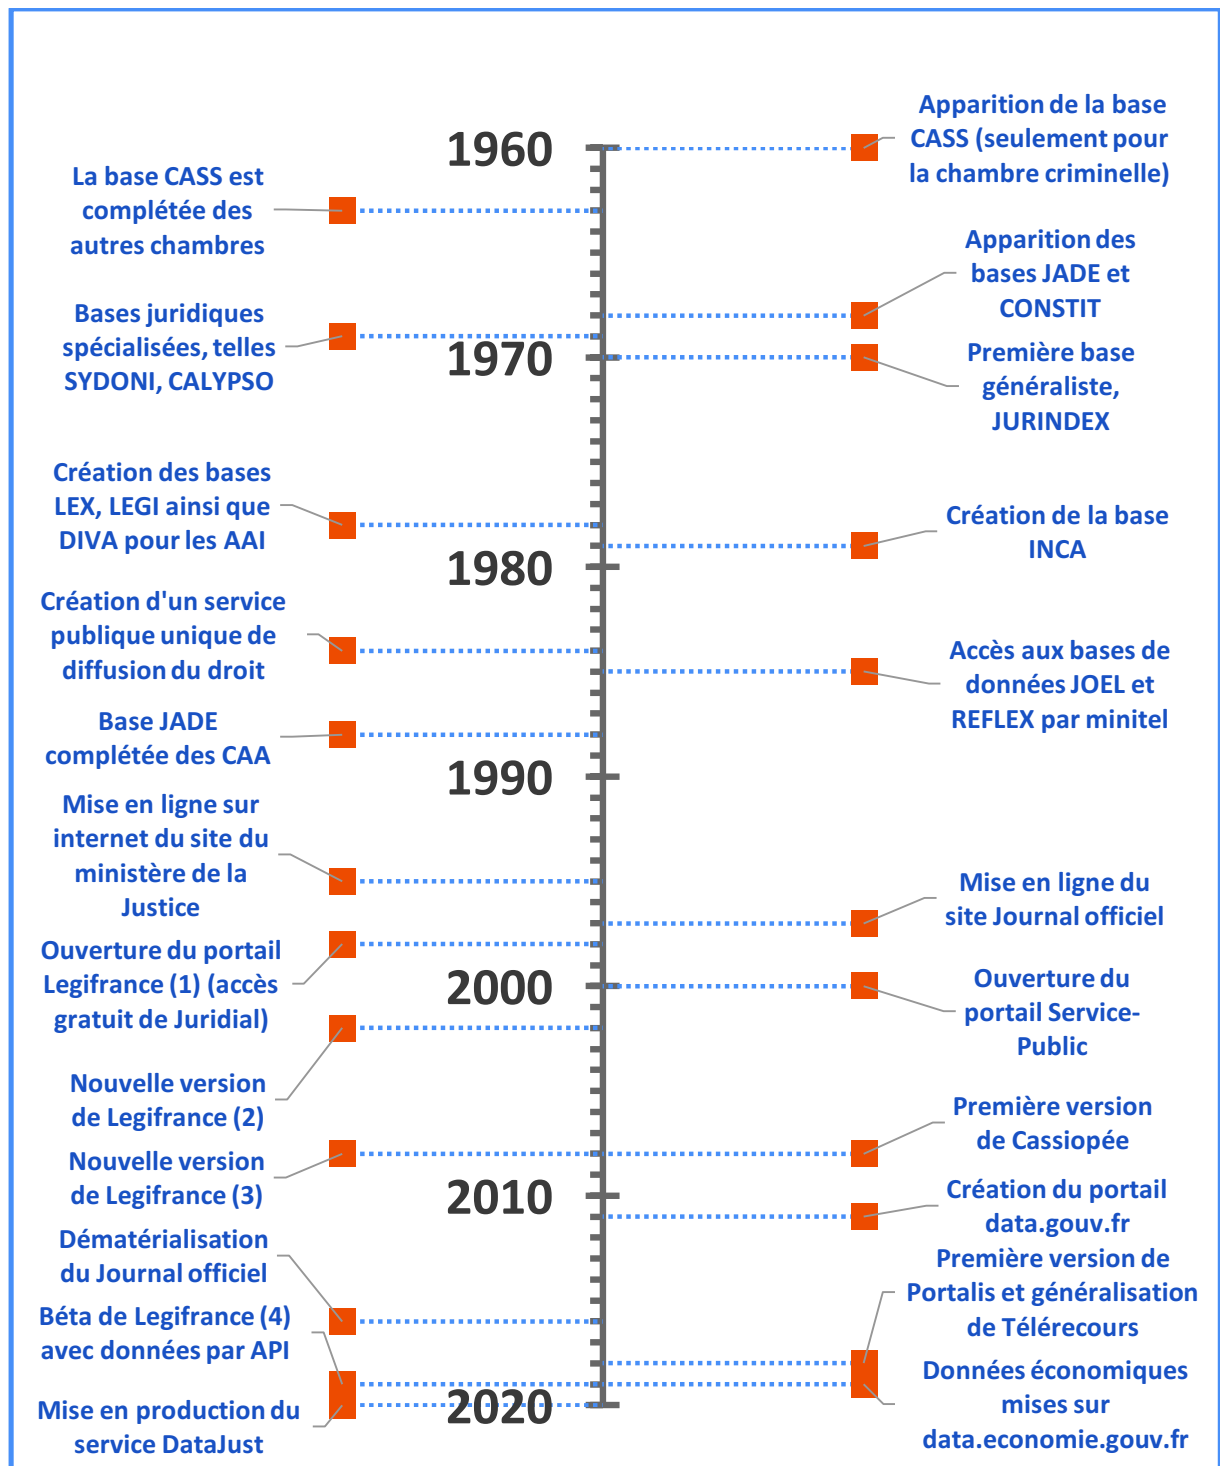 Apparition de la base
CASS (seulement pour
la chambre criminelle)
1960
La base CASS est
complétée des
autres chambres
Apparition des
bases JADE et
CONSTIT
Bases juridiques
spécialisées, telles
SYDONI, CALYPSO
1970
Première base
généraliste,
JURINDEX
Création des bases
LEX, LEGI ainsi que
DIVA pour les AAI
Création de la base
INCA
1980
Création d'un service
publique unique de
diffusion du droit
Accès aux bases de
données JOEL et
REFLEX par minitel
Base JADE
complétée des CAA
1990
Mise en ligne sur
internet du site du
ministère de la
Justice
Mise en ligne du
site Journal officiel
Ouverture du portail
Legifrance (1) (accès
gratuit de Juridial)
2000
Ouverture du
portail Service-
Public
Nouvelle version
de Legifrance (2)
Première version
de Cassiopée
Nouvelle version
de Legifrance (3)
2010
Création du portail
data.gouv.fr
Dématérialisation
du Journal officiel
Première version de
Portalis et généralisation
de Télérecours
Béta de Legifrance (4)
avec données par API
Données économiques
mises sur
data.economie.gouv.fr
2020
Mise en production du
service DataJust